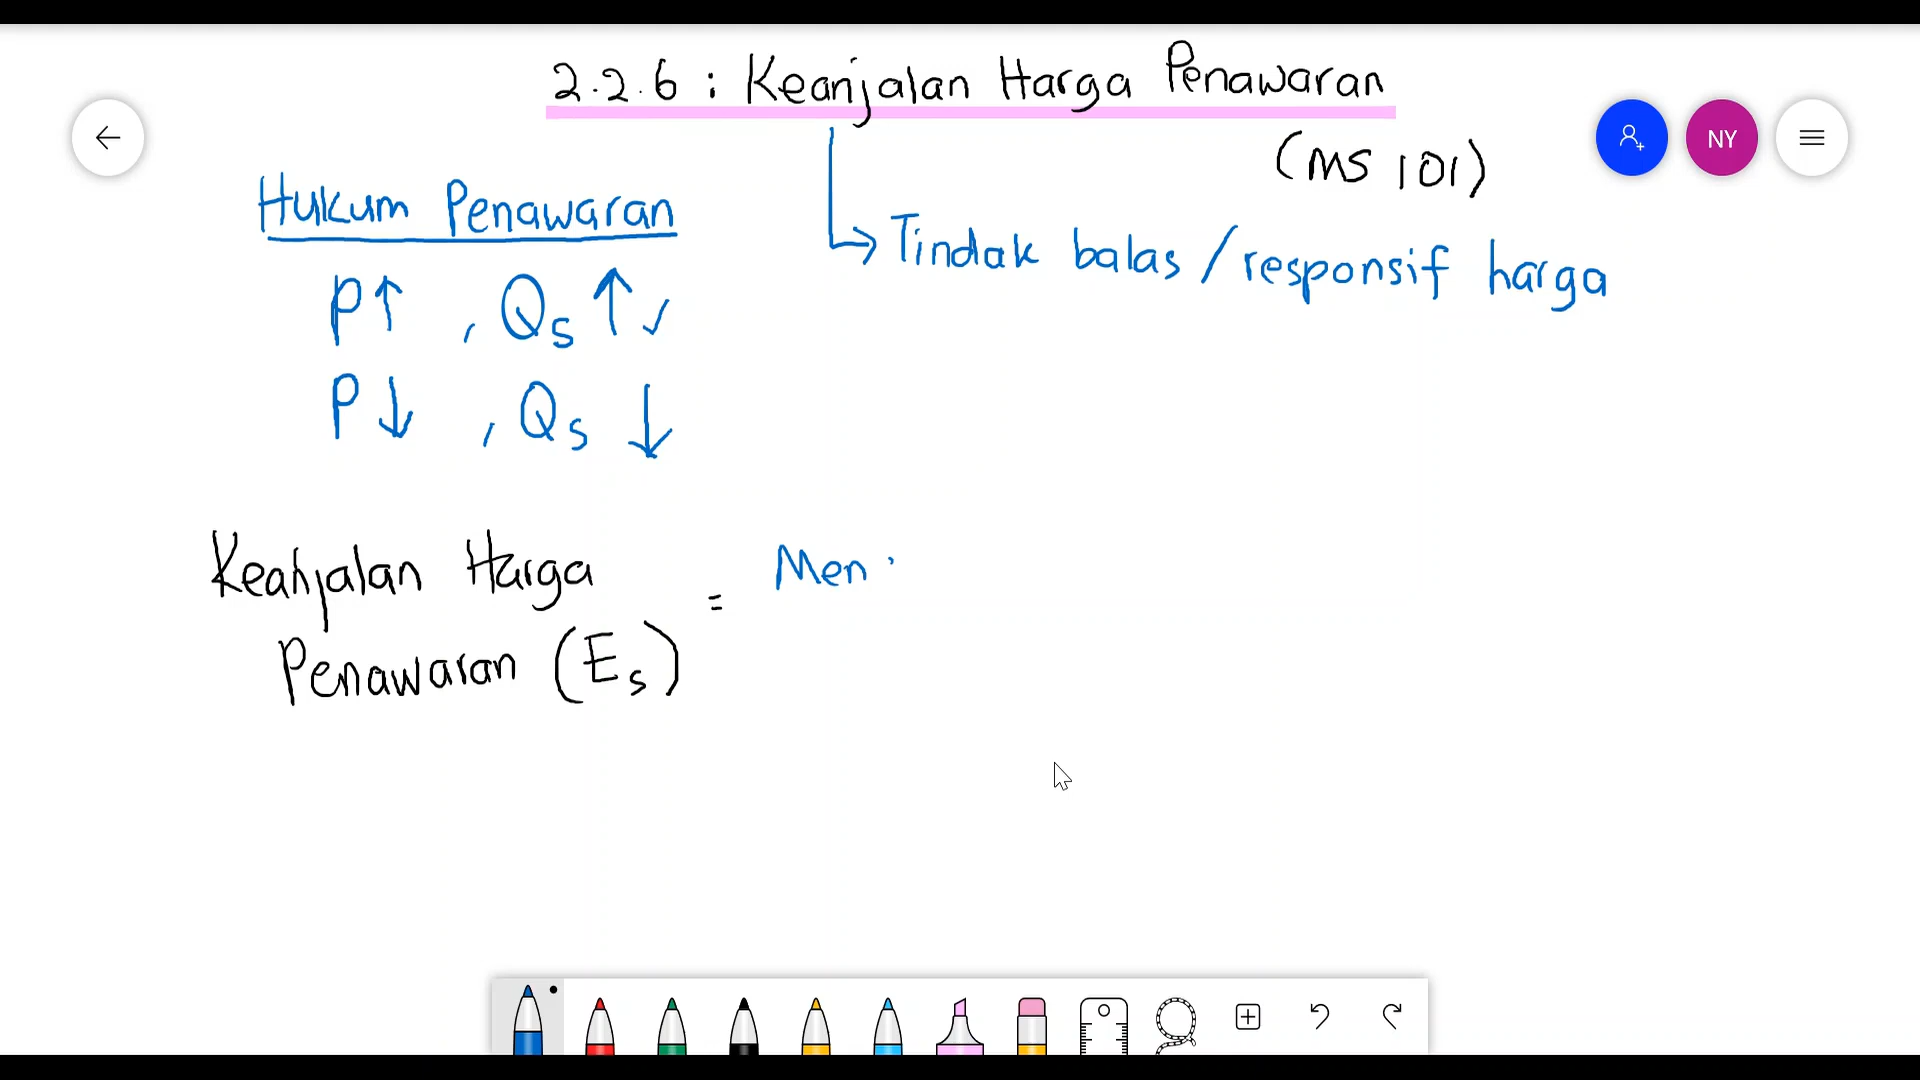 2.2.6 : Keanjalan Harga Penawaran
(MS 101)
NY
Hukum Penawaran
Tindak balas / responsif harga
P↑ , Qs ↑ ✓
P↓ , Qs ↓
Keanjalan Harga
Penawaran (Es)
= Men